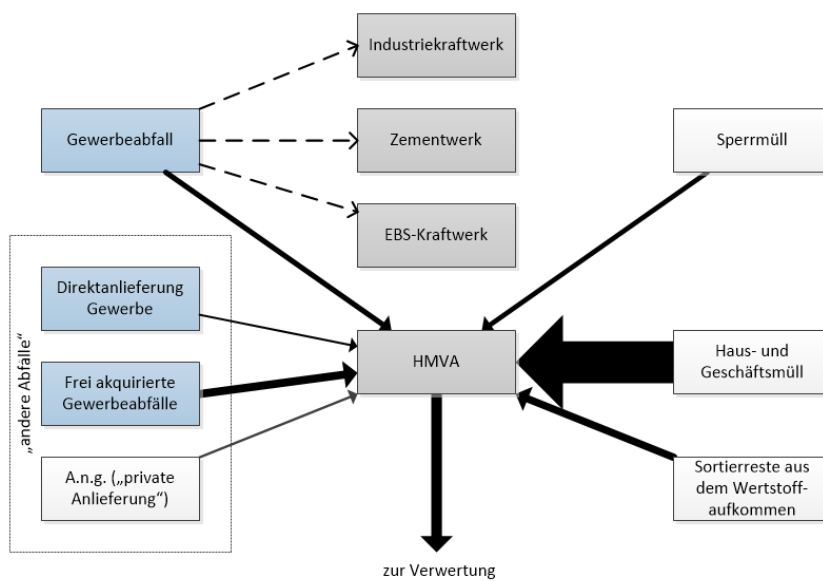 Industriekraftwerk
Gewerbeabfall
Zementwerk
Sperrmüll
EBS-Kraftwerk
„andere Abfälle“
Direktanlieferung
Gewerbe
HMVA
Haus- und
Geschäftsmüll
Frei akquirierte
Gewerbeabfälle
A.n.g. („private
Anlieferung“)
Sortierreste aus
dem Wertstoff-
aufkommen
zur Verwertung